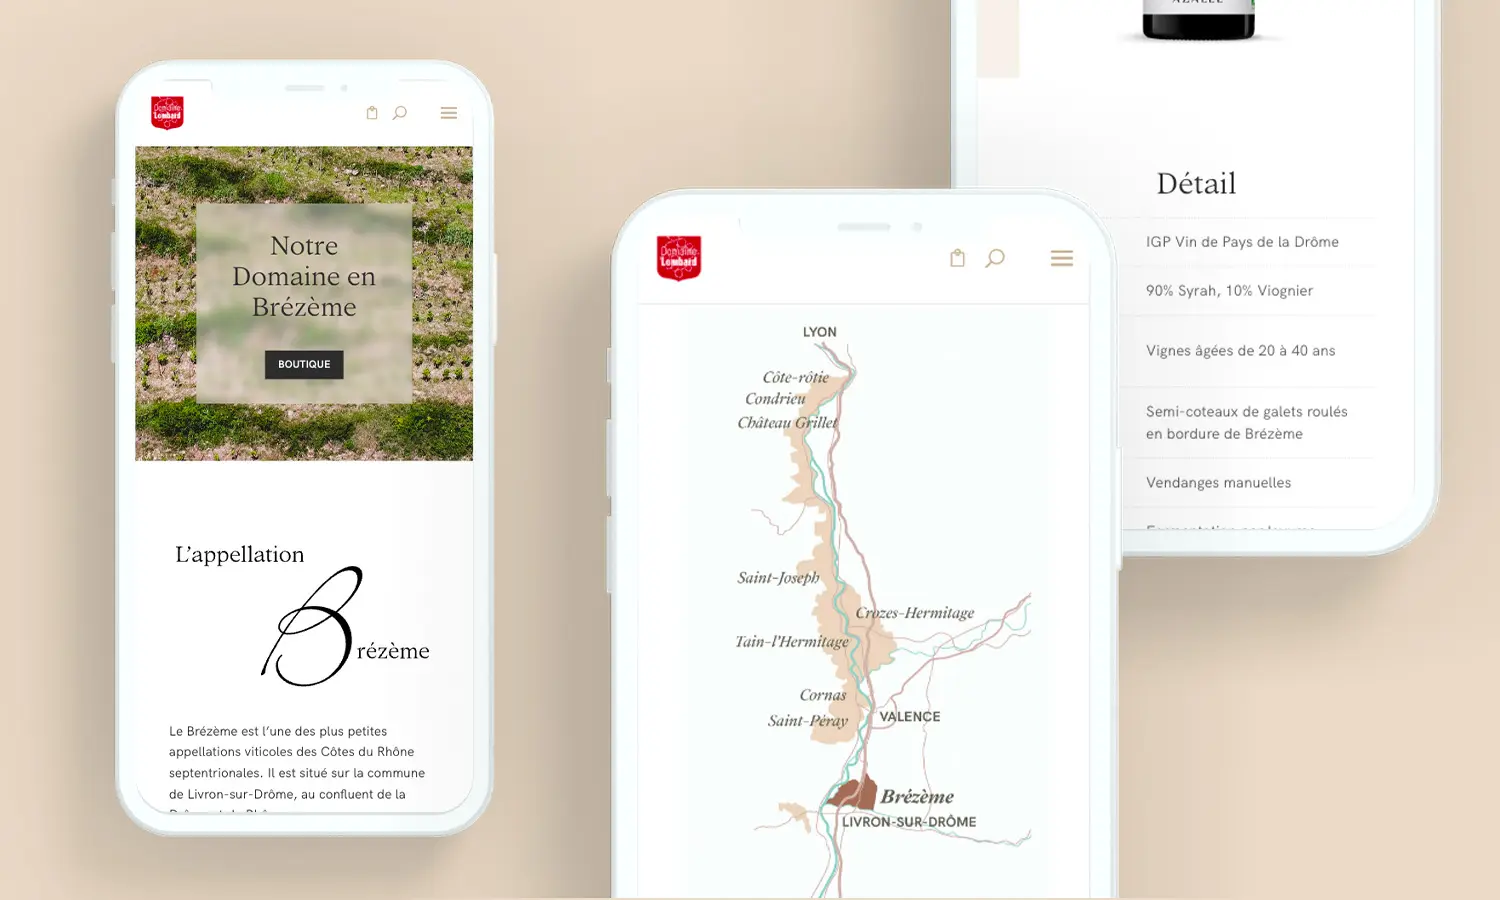 Domaine
Lombard
Notre
Domaine en
Brézème
BOUTIQUE
L’appellation
Brézème
Le Brézème est l’une des plus petites
appellations viticoles des Côtes du Rhône
septentrionales. Il est situé sur la commune
de Livron-sur-Drôme, au confluent de la
Domaine
Lombard
LYON
Côte-rôtie
Condrieu
Château Grillet
Saint-Joseph
Crozes-Hermitage
Tain-l'Hermitage
Cornas
Saint-Péray
VALENCE
Brézème
LIVRON-SUR-DRÔME
Détail
IGP Vin de Pays de la Drôme
90% Syrah, 10% Viognier
Vignes âgées de 20 à 40 ans
Semi-coteaux de galets roulés
en bordure de Brézème
Vendanges manuelles